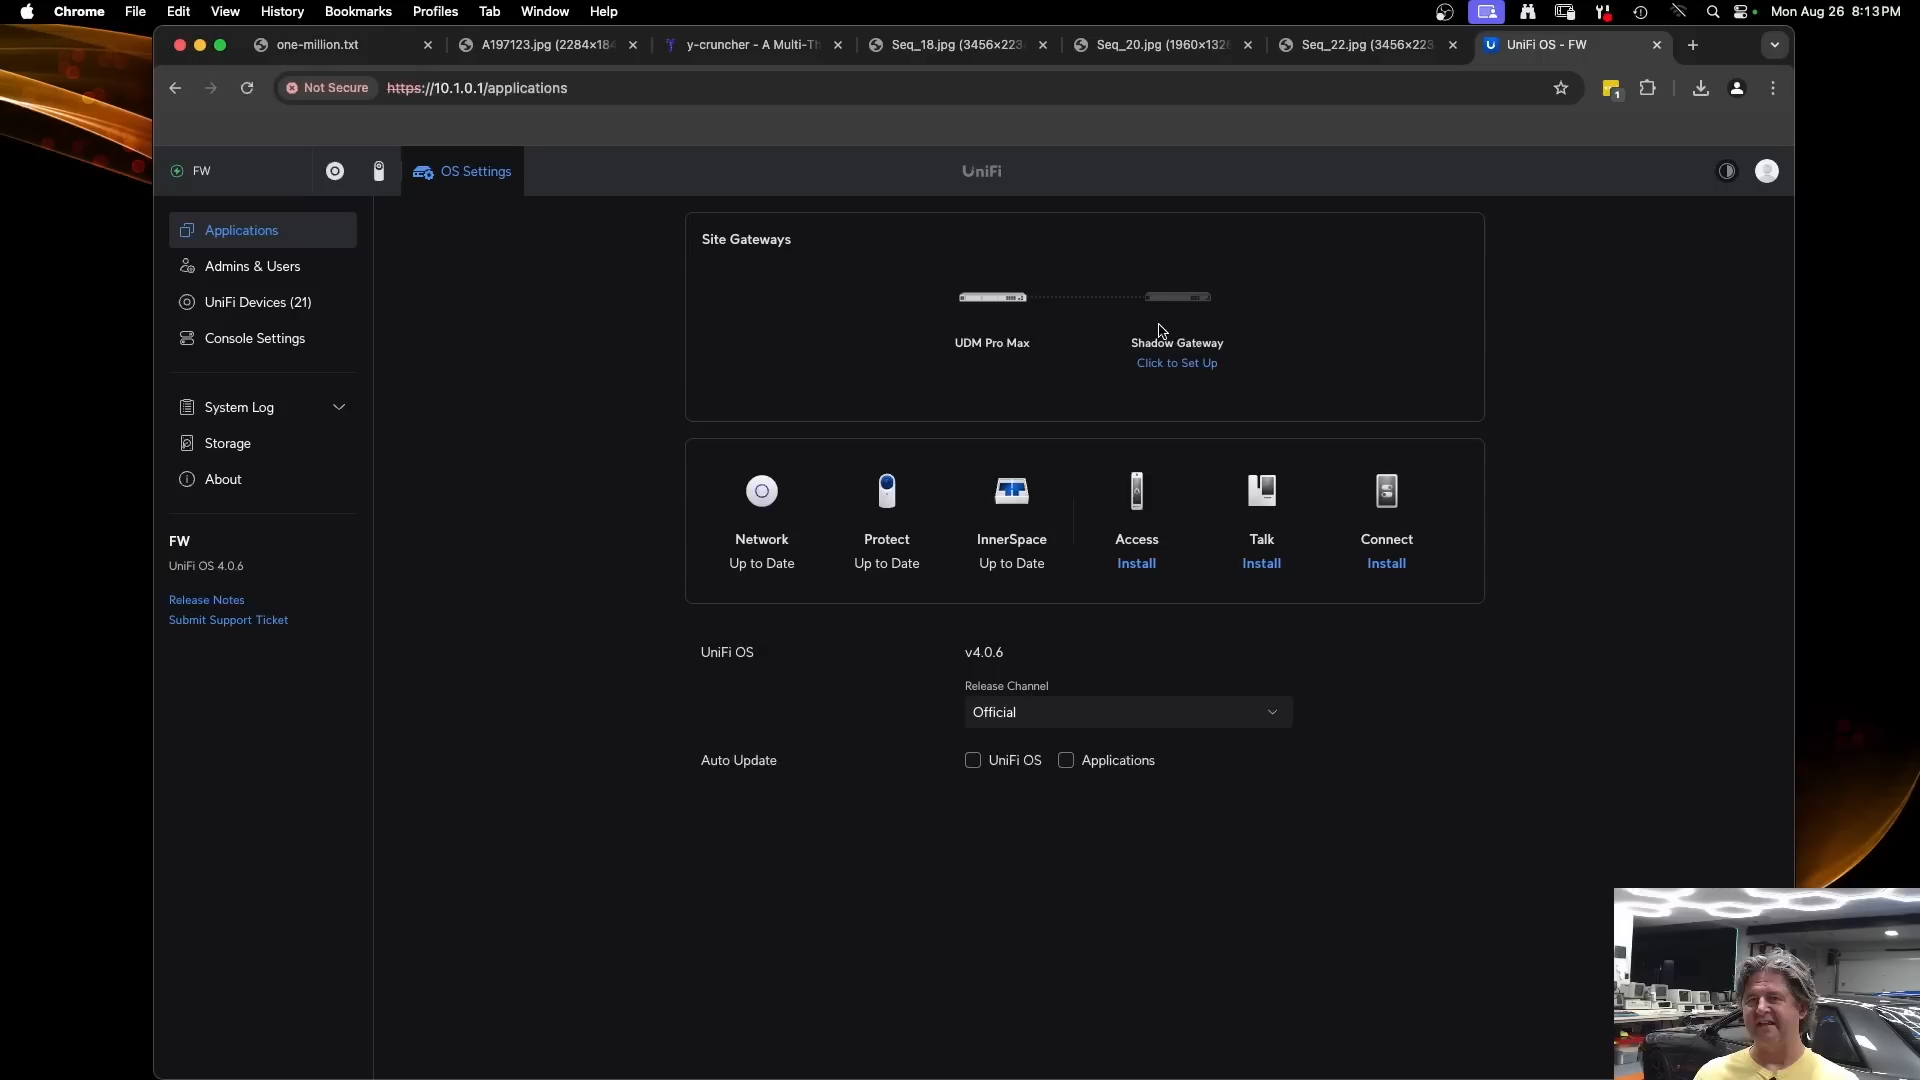 Chrome File Edit View History Bookmarks Profiles Tab Window Help Mon Aug 26 8:13 PM
one-million.txt A197123.jpg (2284×184 y-cruncher - A Multi-Th Seq_18.jpg (3456×223 Seq_20.jpg (1960×132 Seq_22.jpg (3456×223 UniFi OS - FW
Not Secure https://10.1.0.1/applications 1
FW OS Settings UniFi
Applications
Admins & Users
UniFi Devices (21)
Console Settings
System Log
Storage
About
FW
UniFi OS 4.0.6
Release Notes
Submit Support Ticket
Site Gateways
UDM Pro Max Shadow Gateway
Click to Set Up
Network Protect InnerSpace Access Talk Connect
Up to Date Up to Date Up to Date Install Install Install
UniFi OS v4.0.6
Release Channel
Official
Auto Update UniFi OS Applications